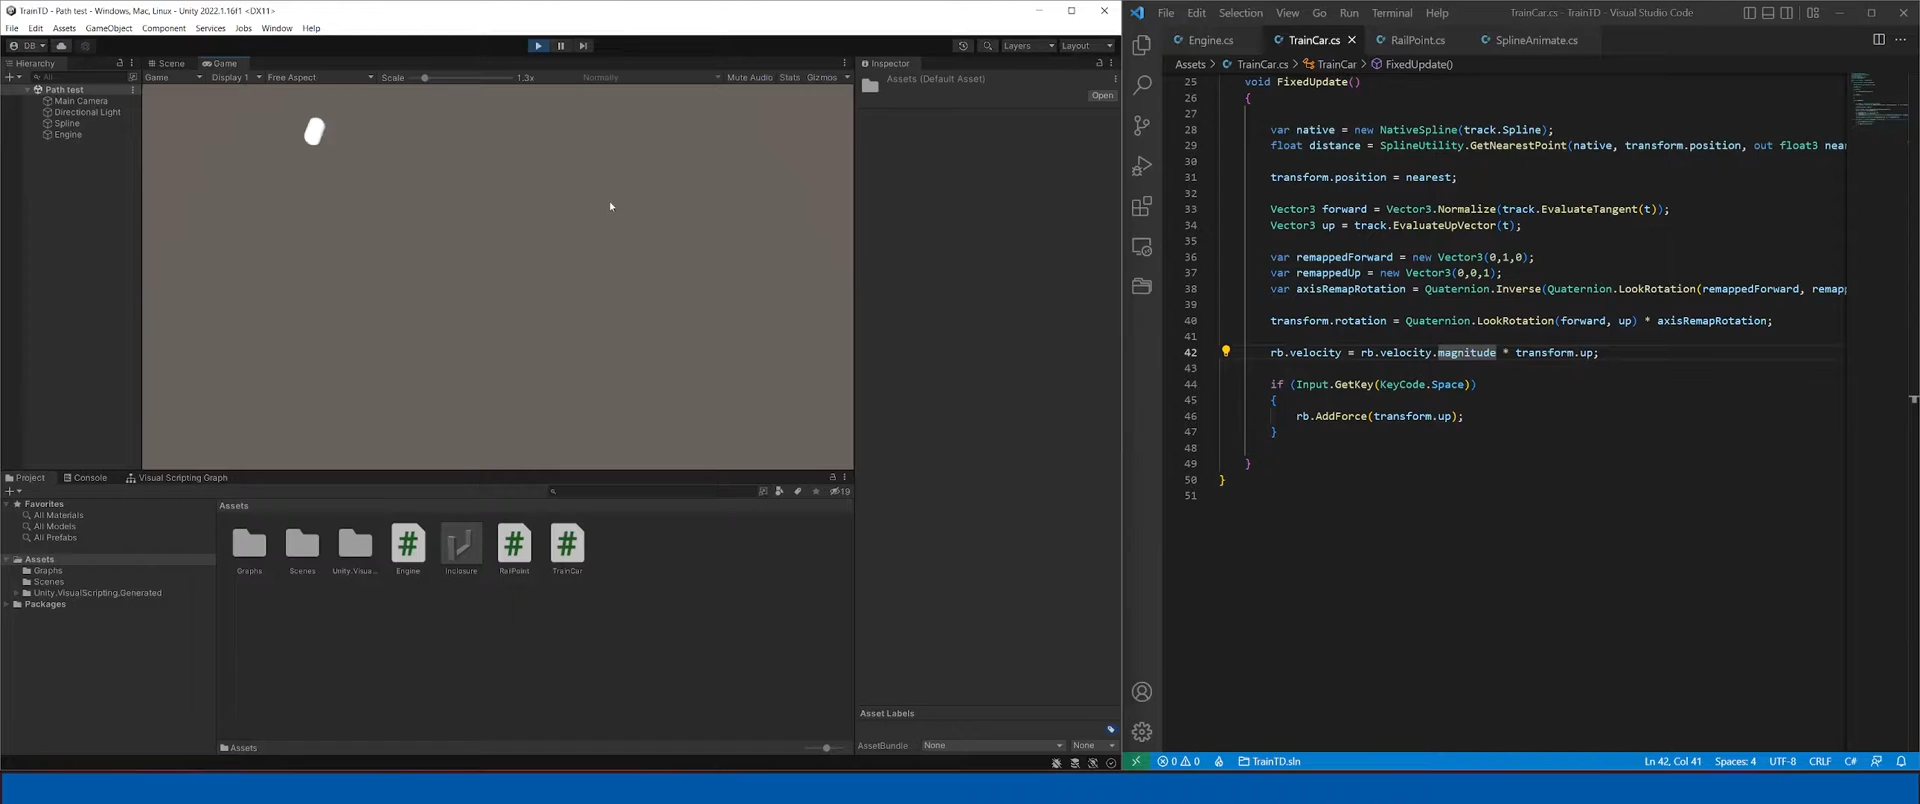 TrainTD - Path test - Windows, Mac, Linux - Unity 2022.1.16f1 <DX11>
File Edit Assets GameObject Component Services Jobs Window Help
DB
Layers
Layout
Hierarchy
All
Path test
Main Camera
Directional Light
Spline
Engine
Scene
Game
Game
Display 1
Free Aspect
Scale
1.3x
Normally
Mute Audio
Stats
Gizmos
Inspector
Assets (Default Asset)
Open
Asset Labels
AssetBundle
None
None
Project
Console
Visual Scripting Graph
19
Favorites
All Materials
All Models
All Prefabs
Assets
Graphs
Scenes
Unity.VisualScripting.Generated
Packages
Assets
Graphs
Scenes
Unity.Visua...
Engine
Inclosure
RailPoint
TrainCar
Assets
File Edit Selection View Go Run Terminal Help
TrainCar.cs - TrainTD - Visual Studio Code
Engine.cs
TrainCar.cs
RailPoint.cs
SplineAnimate.cs
Assets > TrainCar.cs > TrainCar > FixedUpdate()
25 void FixedUpdate()
26 {
27
28 var native = new NativeSpline(track.Spline);
29 float distance = SplineUtility.GetNearestPoint(native, transform.position, out float3 near
30
31 transform.position = nearest;
32
33 Vector3 forward = Vector3.Normalize(track.EvaluateTangent(t));
34 Vector3 up = track.EvaluateUpVector(t);
35
36 var remappedForward = new Vector3(0,1,0);
37 var remappedUp = new Vector3(0,0,1);
38 var axisRemapRotation = Quaternion.Inverse(Quaternion.LookRotation(remappedForward, remap
39
40 transform.rotation = Quaternion.LookRotation(forward, up) * axisRemapRotation;
41
42 rb.velocity = rb.velocity.magnitude * transform.up;
43
44 if (Input.GetKey(KeyCode.Space))
45 {
46 rb.AddForce(transform.up);
47 }
48
49 }
50 }
51
0 0
TrainTD.sln
Ln 42, Col 41
Spaces: 4
UTF-8
CRLF
C#